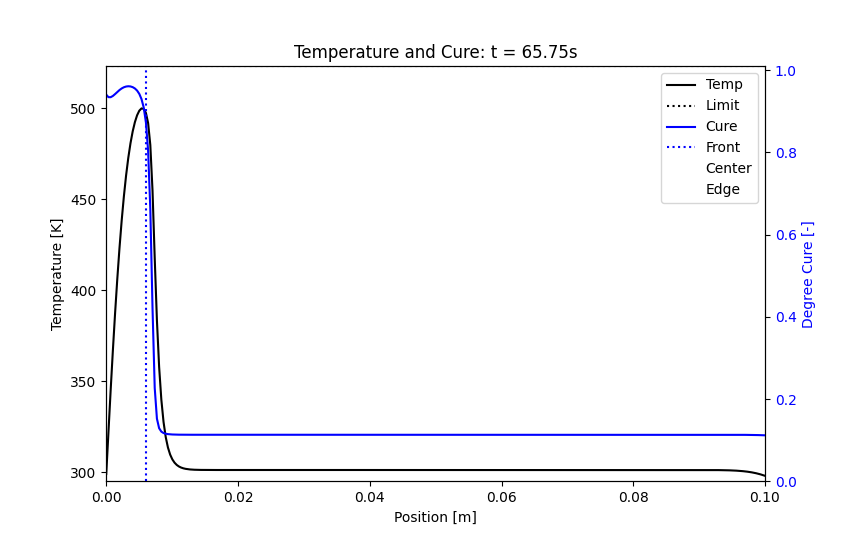 Temperature and Cure: t = 65.75s
Temperature [K]
500
450
400
350
300
Temp
Limit
Cure
Front
Center
Edge
1.0
0.8
0.6
0.4
0.2
0.0
Degree Cure [-]
0.00 0.02 0.04 0.06 0.08 0.10
Position [m]